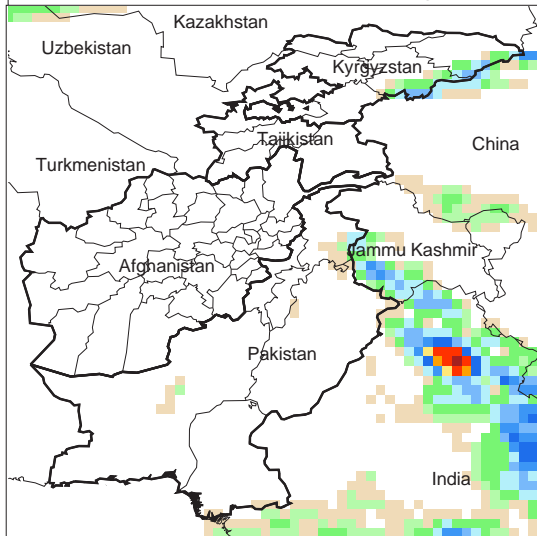 Kazakhstan
Uzbekistan
Kyrgyzstan
Tajikistan
China
Turkmenistan
Jammu Kashmir
Afghanistan
Pakistan
India